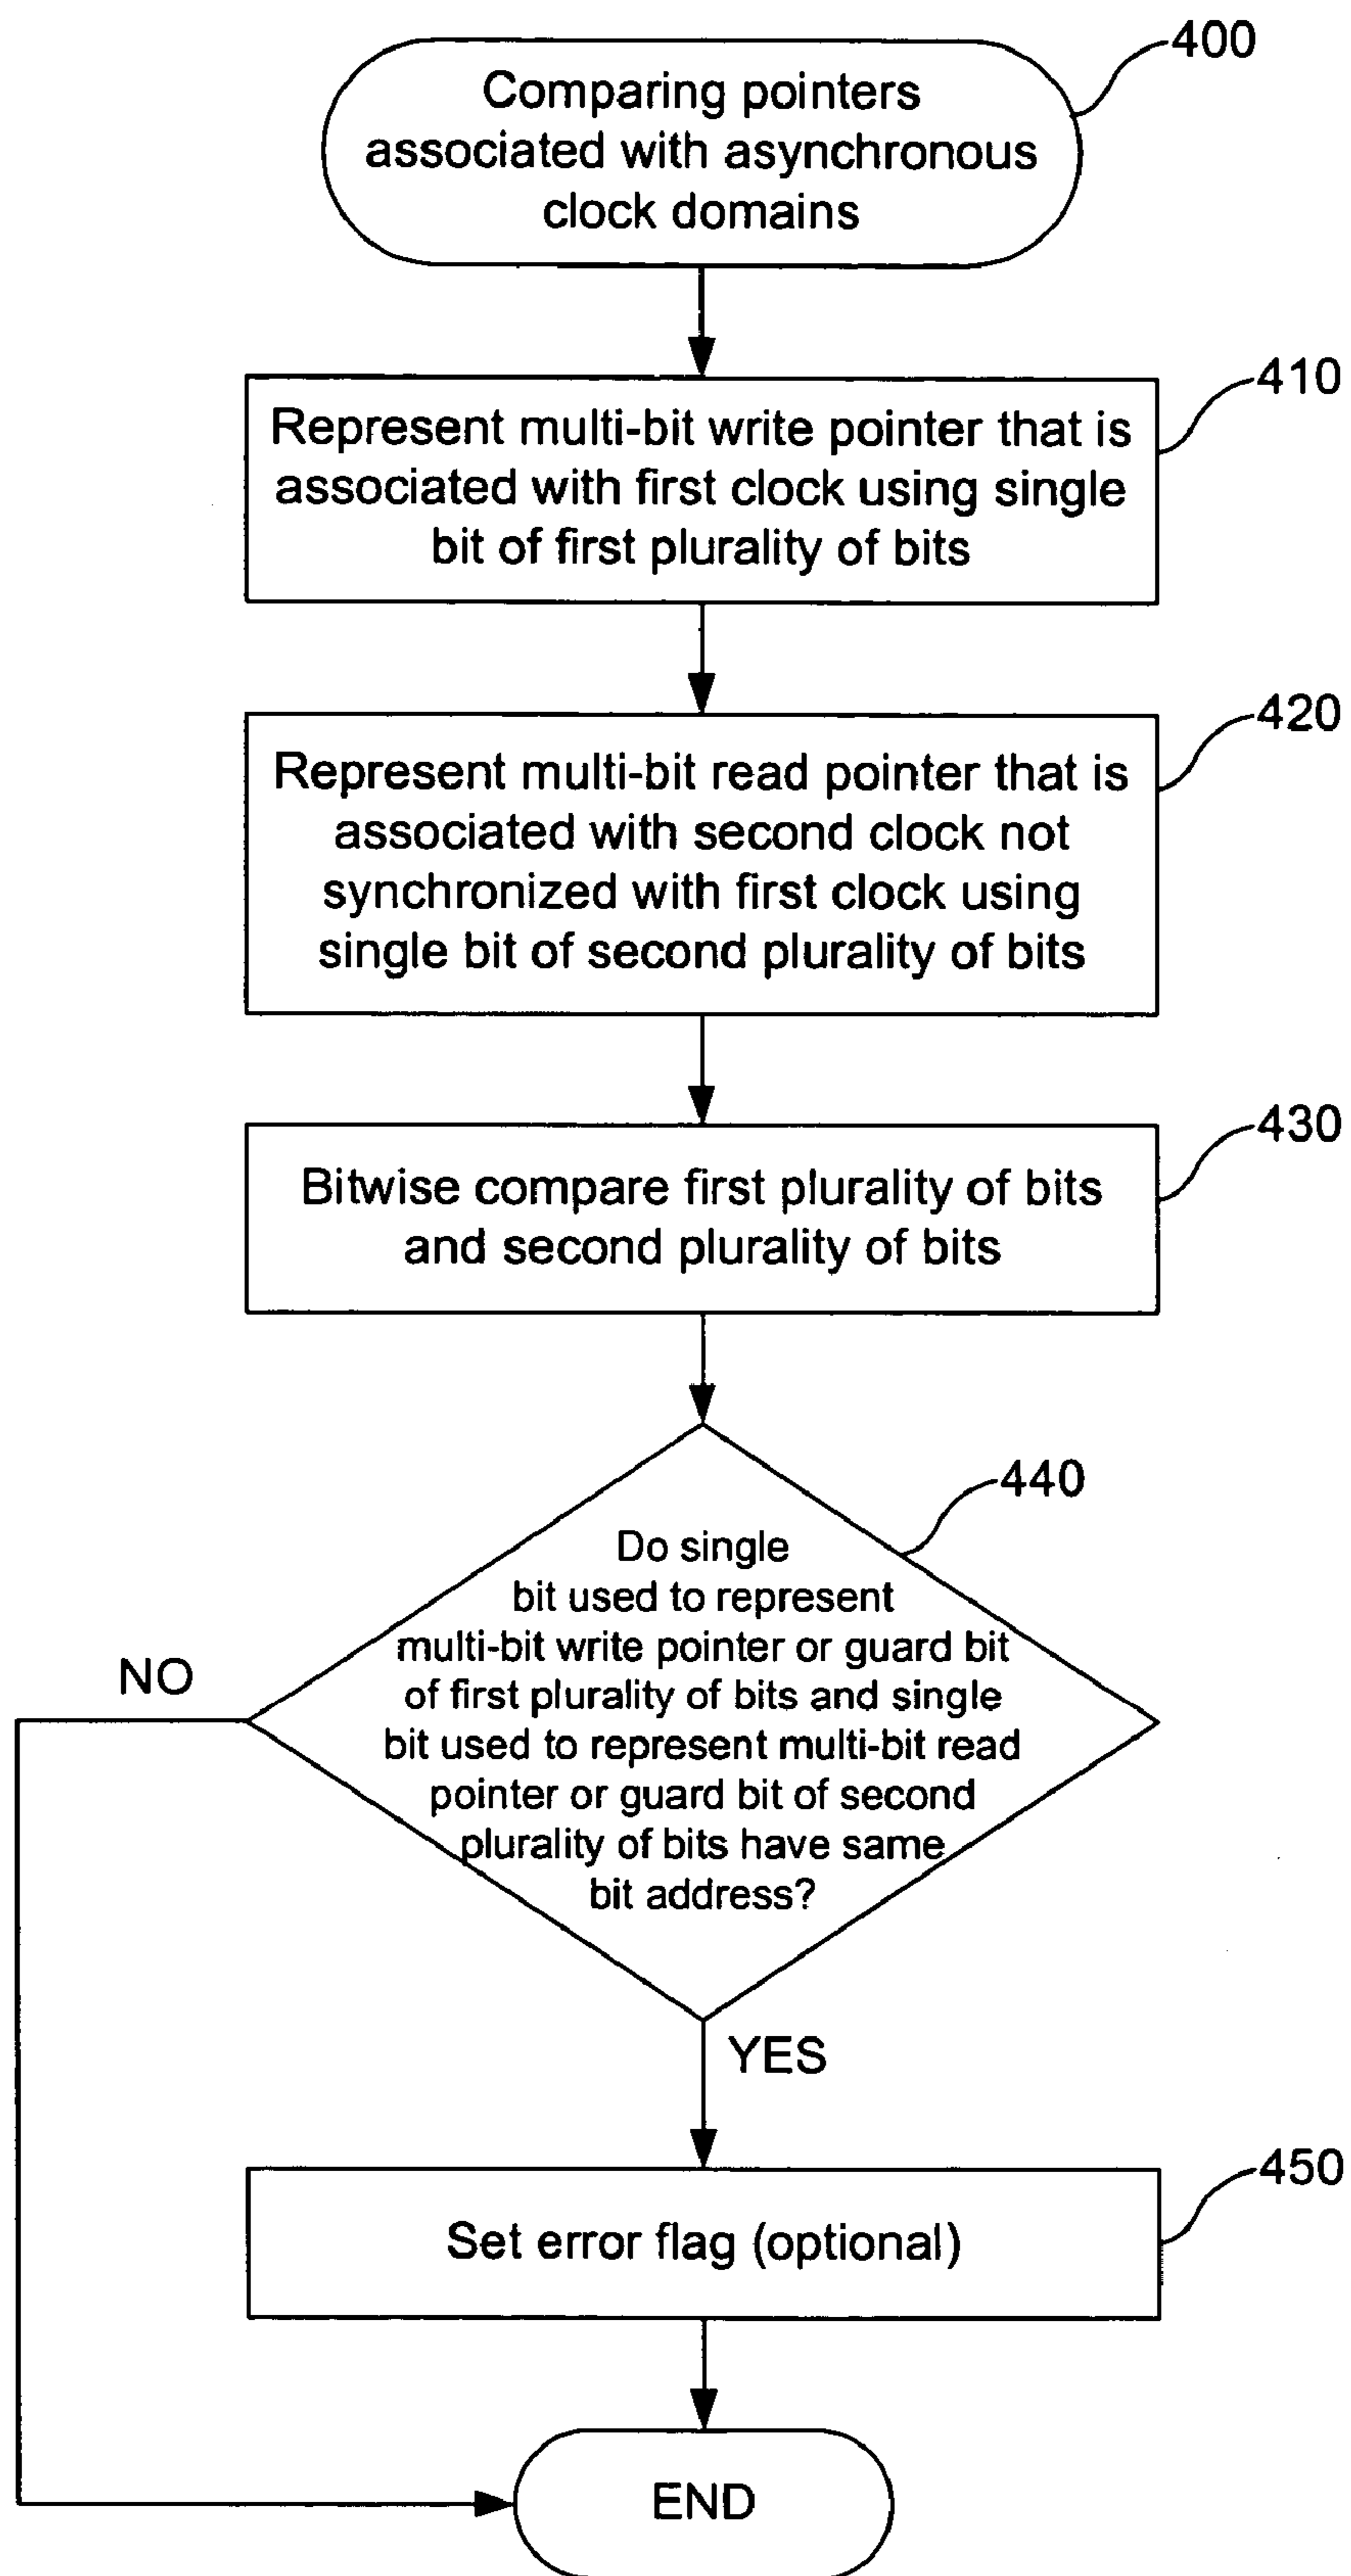 400
Comparing pointers
associated with asynchronous
clock domains
410
Represent multi-bit write pointer that is
associated with first clock using single
bit of first plurality of bits
420
Represent multi-bit read pointer that is
associated with second clock not
synchronized with first clock using
single bit of second plurality of bits
430
Bitwise compare first plurality of bits
and second plurality of bits
440
Do single
bit used to represent
multi-bit write pointer or guard bit
of first plurality of bits and single
bit used to represent multi-bit read
pointer or guard bit of second
plurality of bits have same
bit address?
NO
YES
450
Set error flag (optional)
END